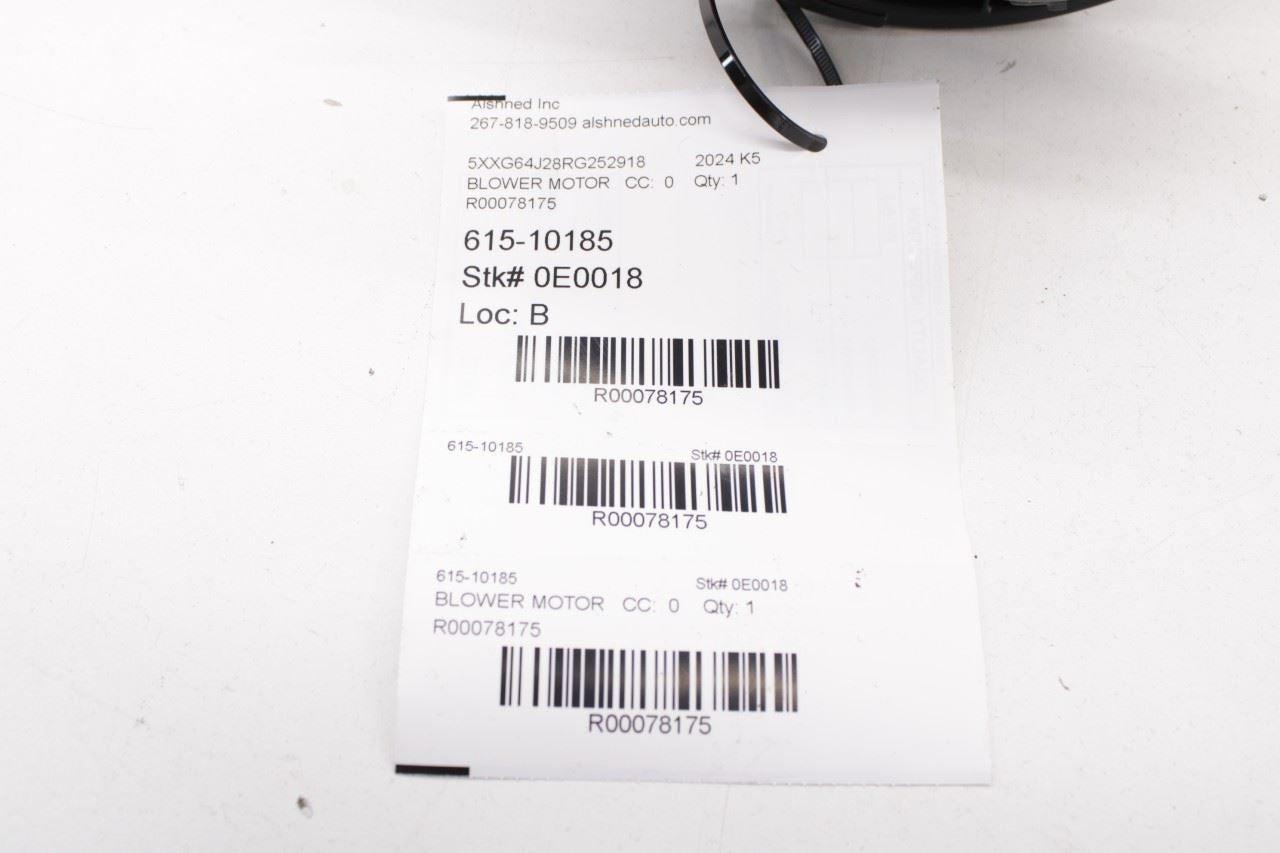 Alshned Inc
267-818-9509 alshnedauto.com
5XXG64J28RG252918 2024 K5
BLOWER MOTOR CC: 0 Qty: 1
R00078175
615-10185
Stk# 0E0018
Loc: B
R00078175
615-10185 Stk# 0E0018
R00078175
615-10185 Stk# 0E0018
BLOWER MOTOR CC: 0 Qty: 1
R00078175
R00078175